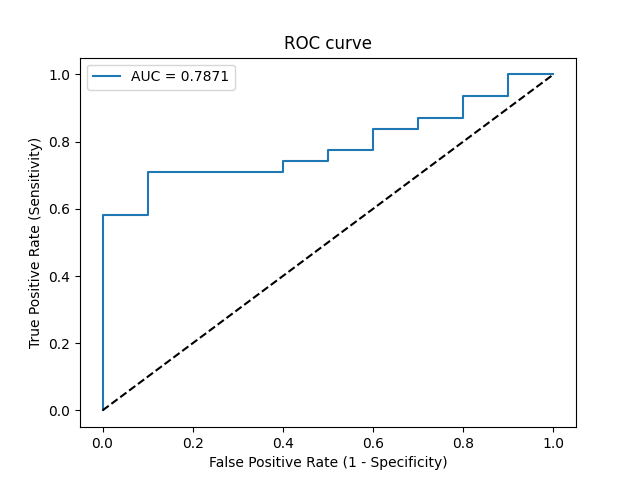 ROC curve
AUC = 0.7871
True Positive Rate (Sensitivity)
1.0
0.8
0.6
0.4
0.2
0.0
0.0 0.2 0.4 0.6 0.8 1.0
False Positive Rate (1 - Specificity)